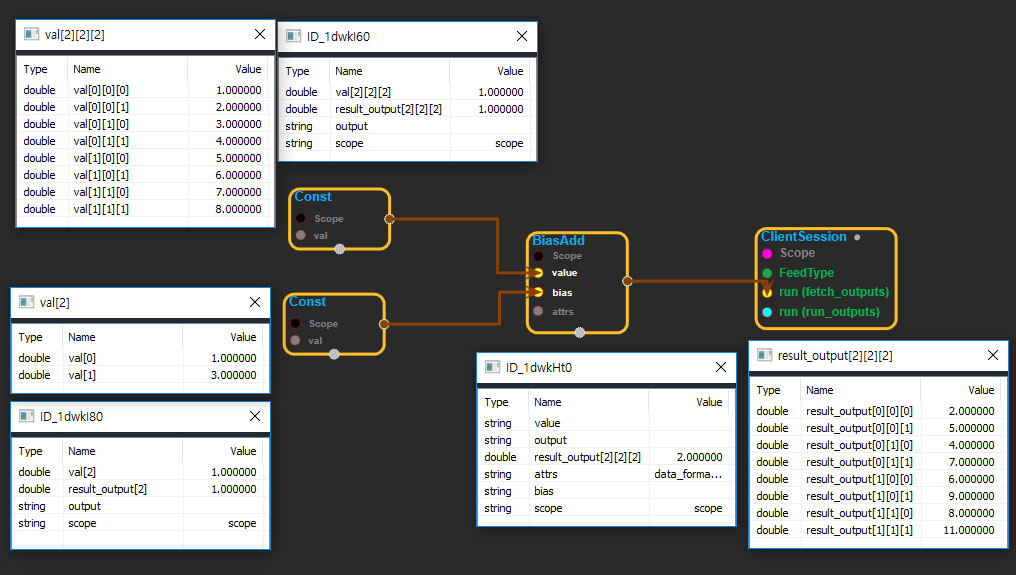 val[2][2][2]
Type Name Value
double val[0][0][0] 1.000000
double val[0][0][1] 2.000000
double val[0][1][0] 3.000000
double val[0][1][1] 4.000000
double val[1][0][0] 5.000000
double val[1][0][1] 6.000000
double val[1][1][0] 7.000000
double val[1][1][1] 8.000000
ID_1dwkI60
Type Name Value
double val[2][2][2] 1.000000
double result_output[2][2][2] 1.000000
string output
string scope scope
Const
Scope
val
BiasAdd
Scope
value
bias
attrs
ClientSession
Scope
FeedType
run (fetch_outputs)
run (run_outputs)
Const
Scope
val
val[2]
Type Name Value
double val[0] 1.000000
double val[1] 3.000000
ID_1dwkI80
Type Name Value
double val[2] 1.000000
double result_output[2] 1.000000
string output
string scope scope
ID_1dwkHt0
Type Name Value
string value
string output
double result_output[2][2][2] 2.000000
string attrs data_forma...
string bias
string scope scope
result_output[2][2][2]
Type Name Value
double result_output[0][0][0] 2.000000
double result_output[0][0][1] 5.000000
double result_output[0][1][0] 4.000000
double result_output[0][1][1] 7.000000
double result_output[1][0][0] 6.000000
double result_output[1][0][1] 9.000000
double result_output[1][1][0] 8.000000
double result_output[1][1][1] 11.000000